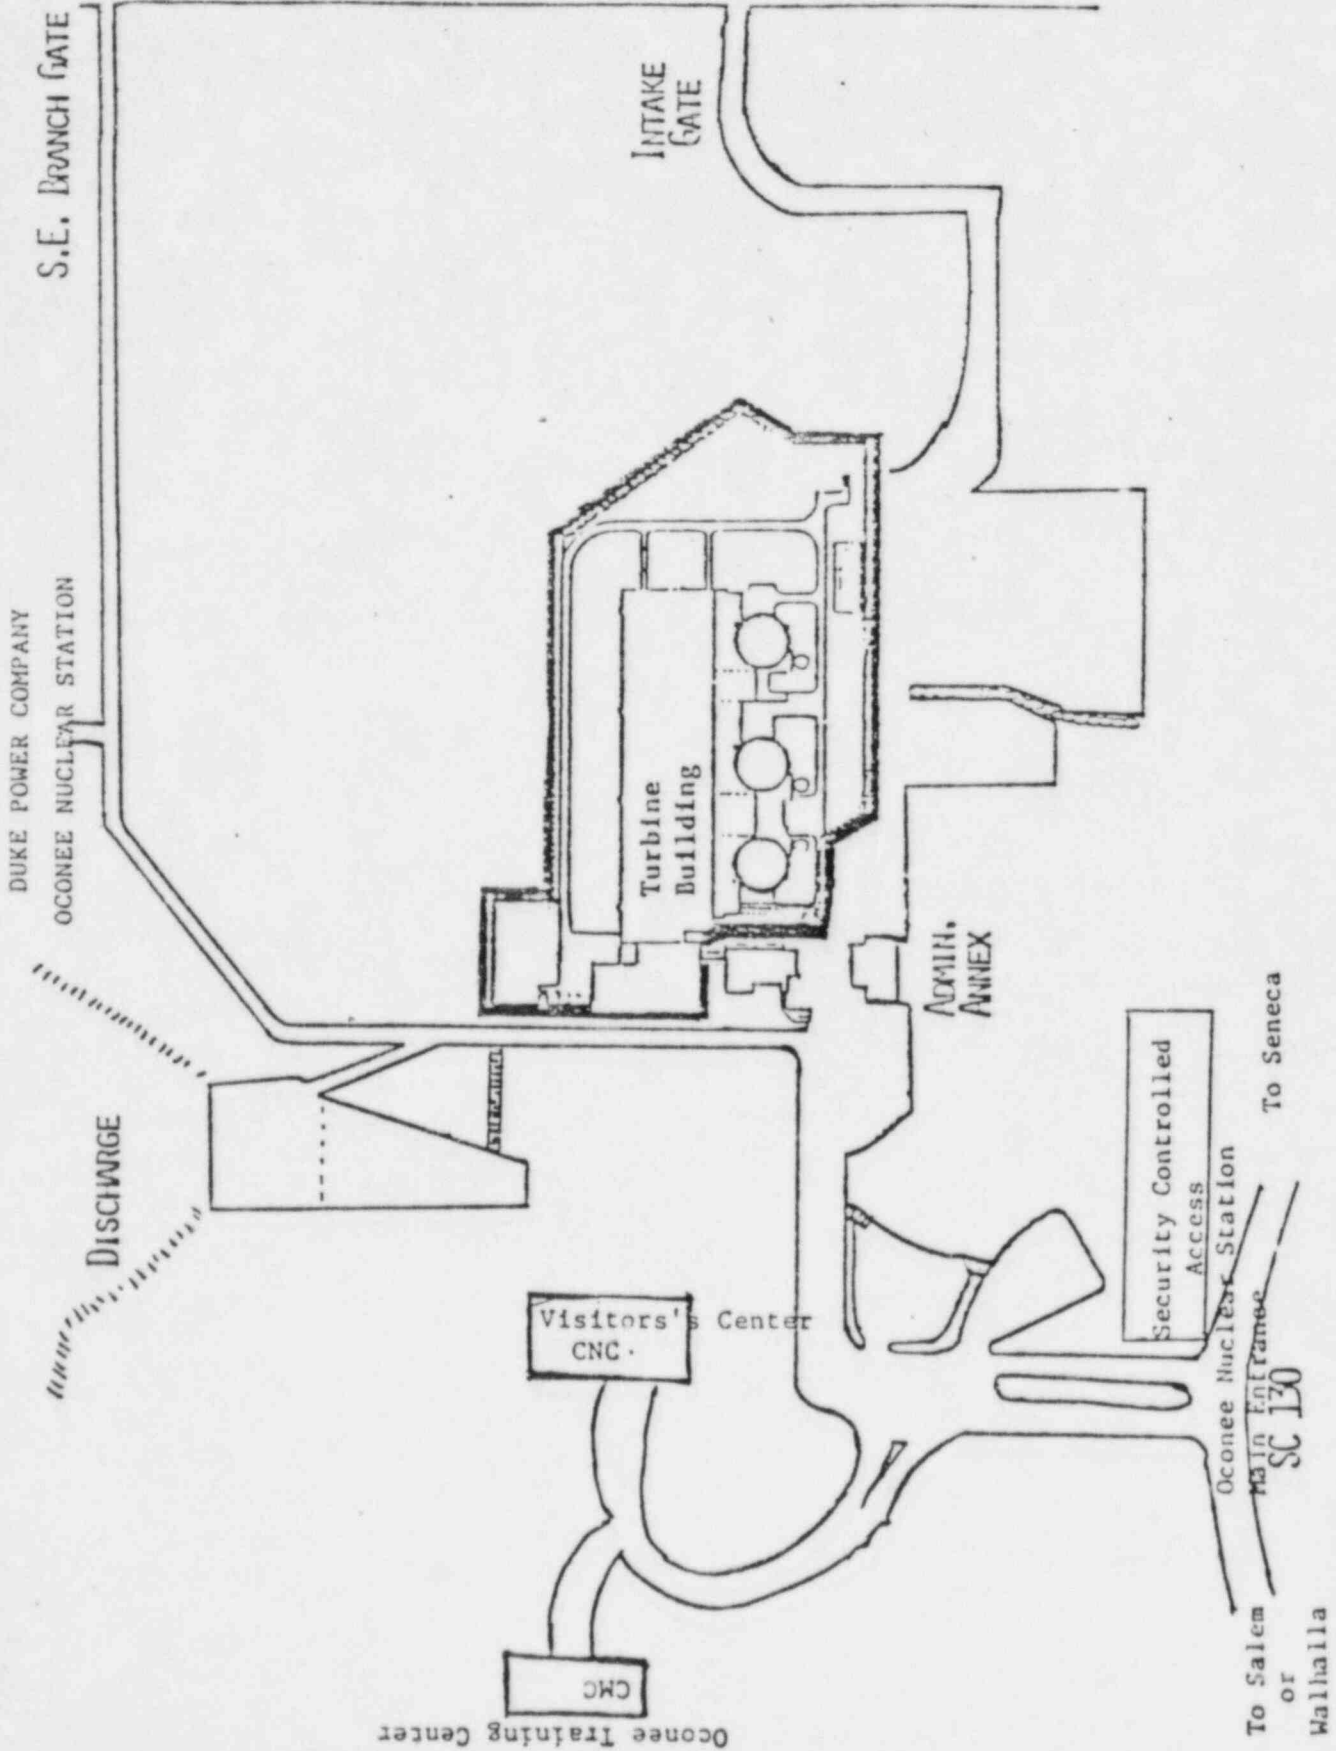 DUKE POWER COMPANY
OCONEE NUCLEAR STATION
S.E. BRANCH GATE
INTAKE
GATE
DISCHARGE
Turbine
Building
ADMIN.
ANNEX
Visitors's Center
CNC.
CMC
Oconee Training Center
Security Controlled
Access
Oconee Nuclear Station
Main Entrance
SC 130
To Seneca
To Salem
or
Walhalla